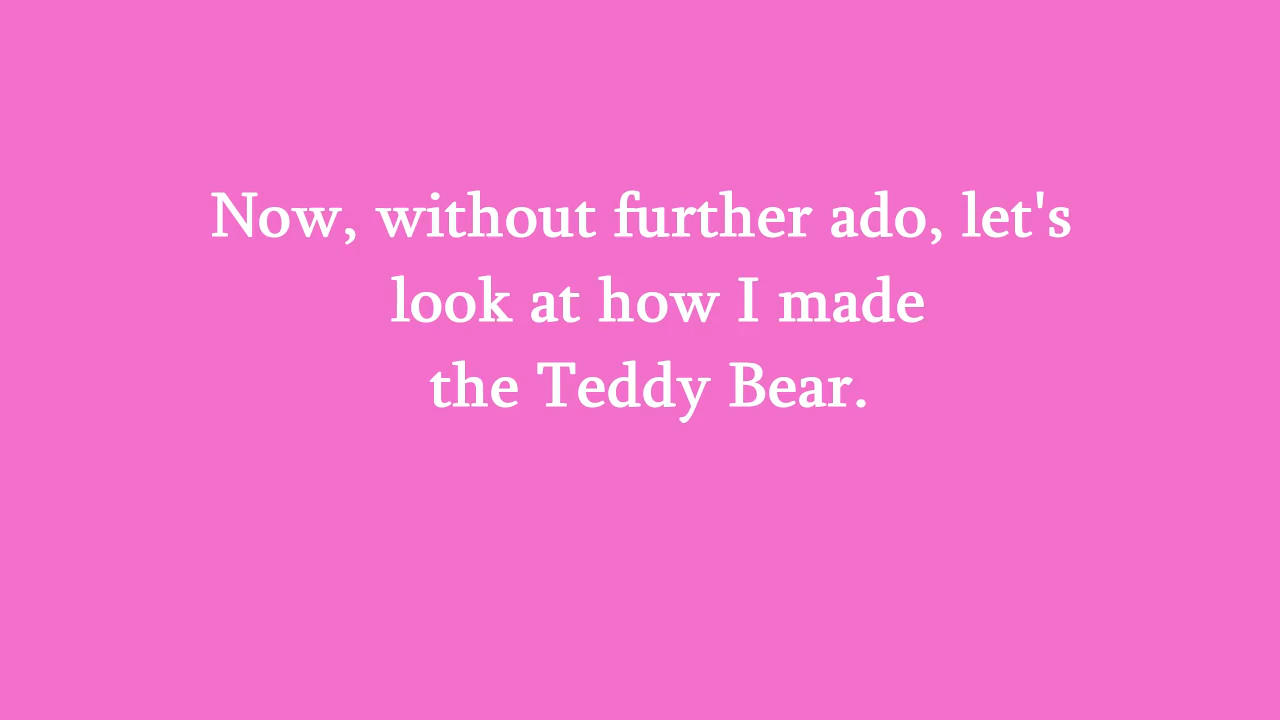 Now, without further ado, let's
look at how I made
the Teddy Bear.